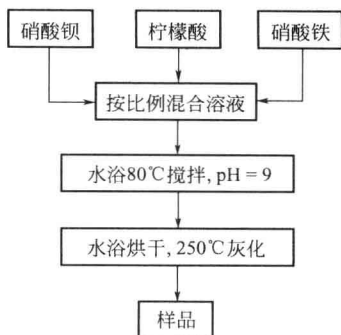 硝酸钡
柠檬酸
硝酸铁
按比例混合溶液
水浴80℃搅拌, pH = 9
水浴烘干, 250℃灰化
样品